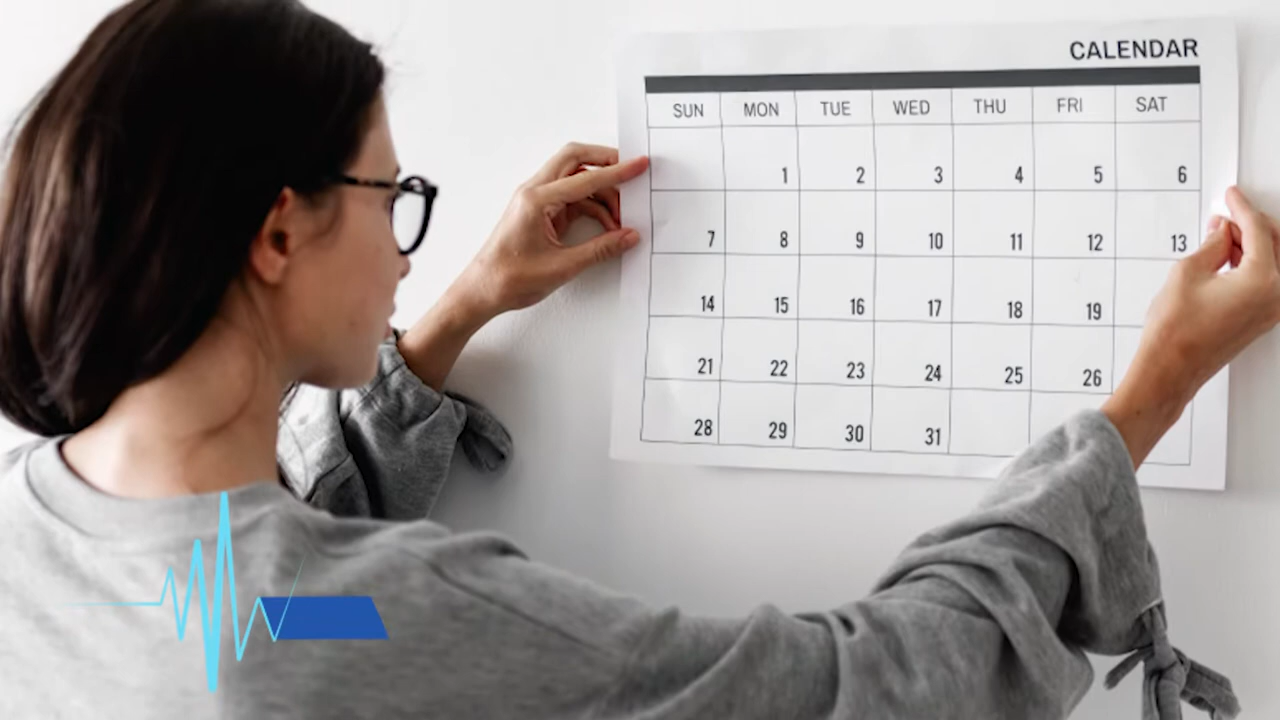 CALENDAR
SUN MON TUE WED THU FRI SAT
1 2 3 4 5 6
7 8 9 10 11 12 13
14 15 16 17 18 19
21 22 23 24 25 26
28 29 30 31